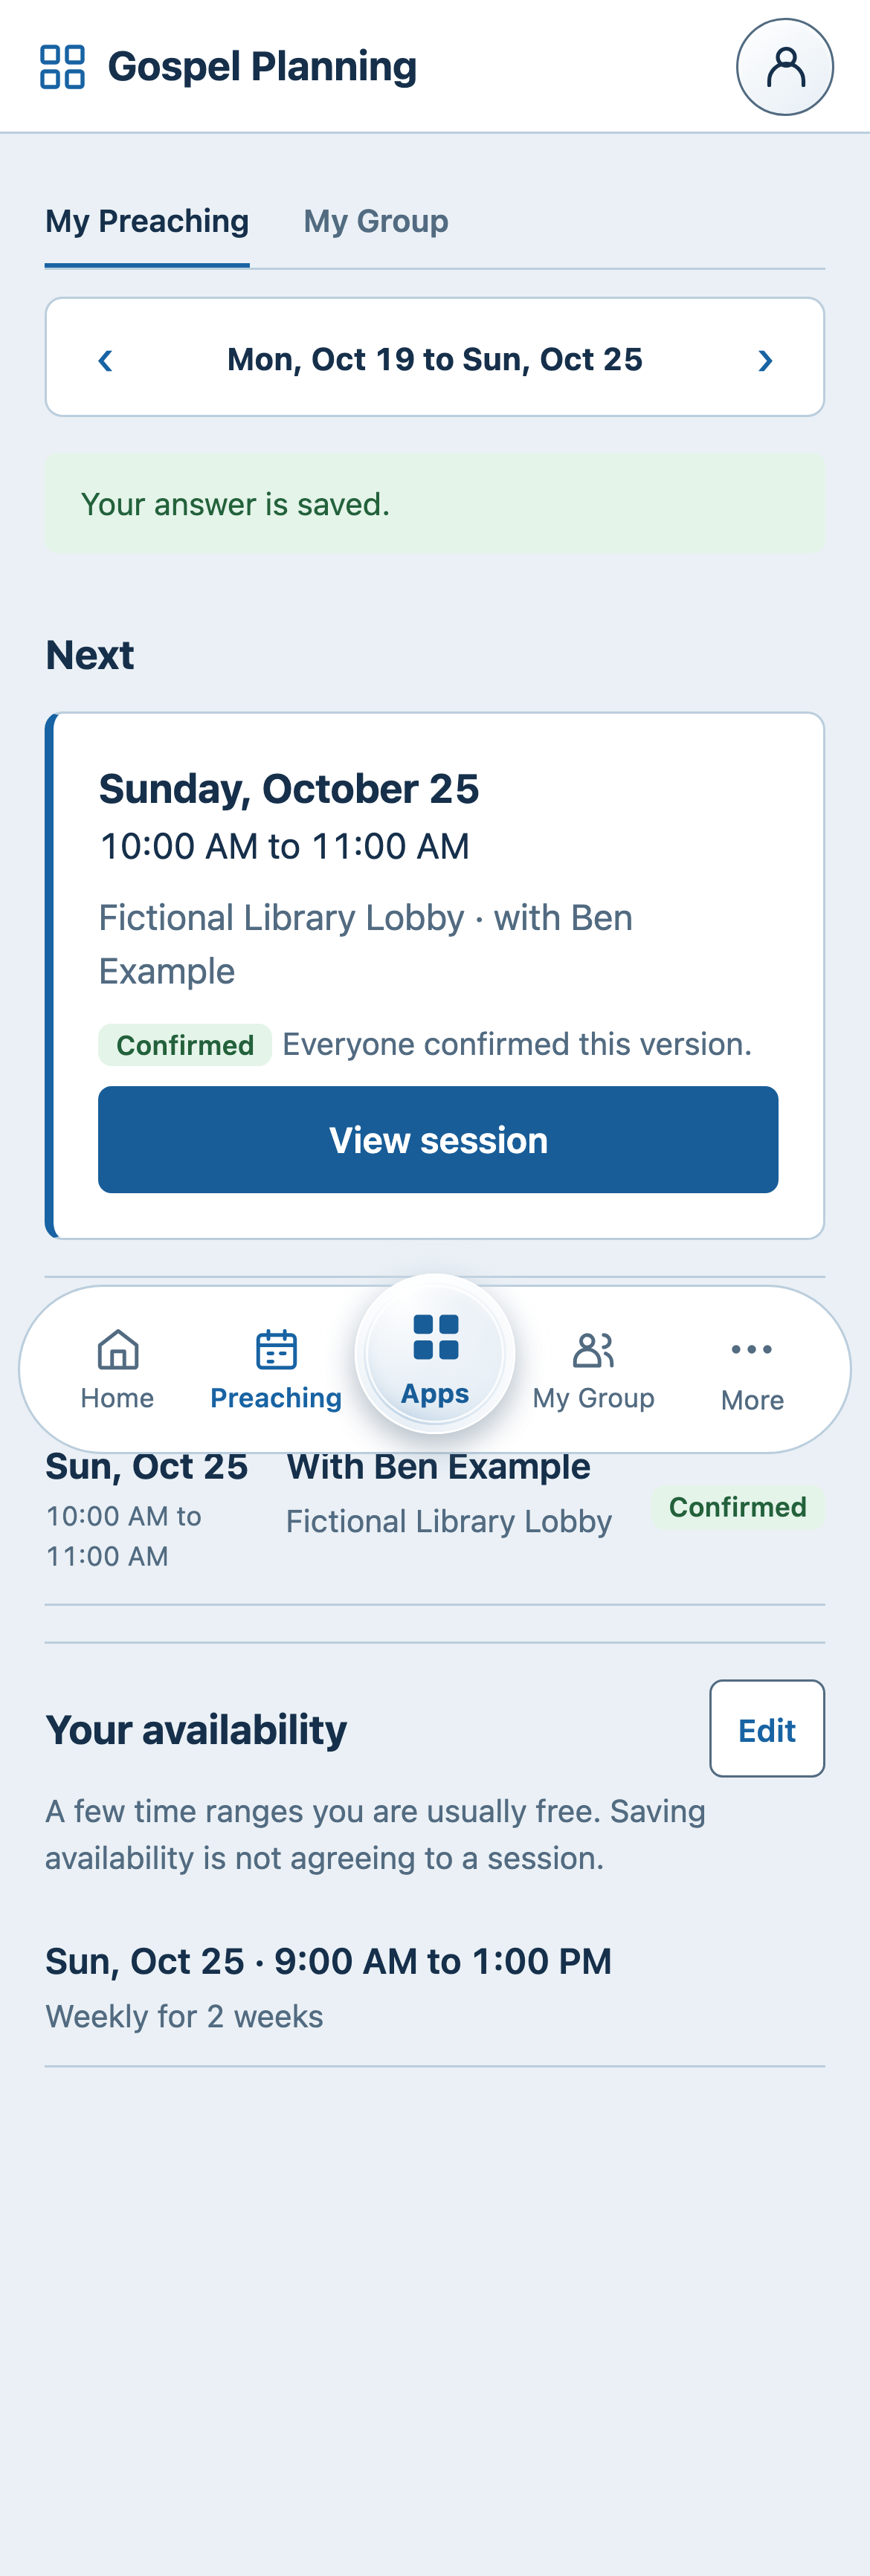 Gospel Planning
My Preaching
My Group
‹
Mon, Oct 19 to Sun, Oct 25
›
Your answer is saved.
Next
Sunday, October 25
10:00 AM to 11:00 AM
Fictional Library Lobby · with Ben
Example
Confirmed Everyone confirmed this version.
View session
Home
Preaching
Apps
My Group
More
Sun, Oct 25
10:00 AM to
11:00 AM
With Ben Example
Fictional Library Lobby
Confirmed
Your availability
Edit
A few time ranges you are usually free. Saving
availability is not agreeing to a session.
Sun, Oct 25 · 9:00 AM to 1:00 PM
Weekly for 2 weeks